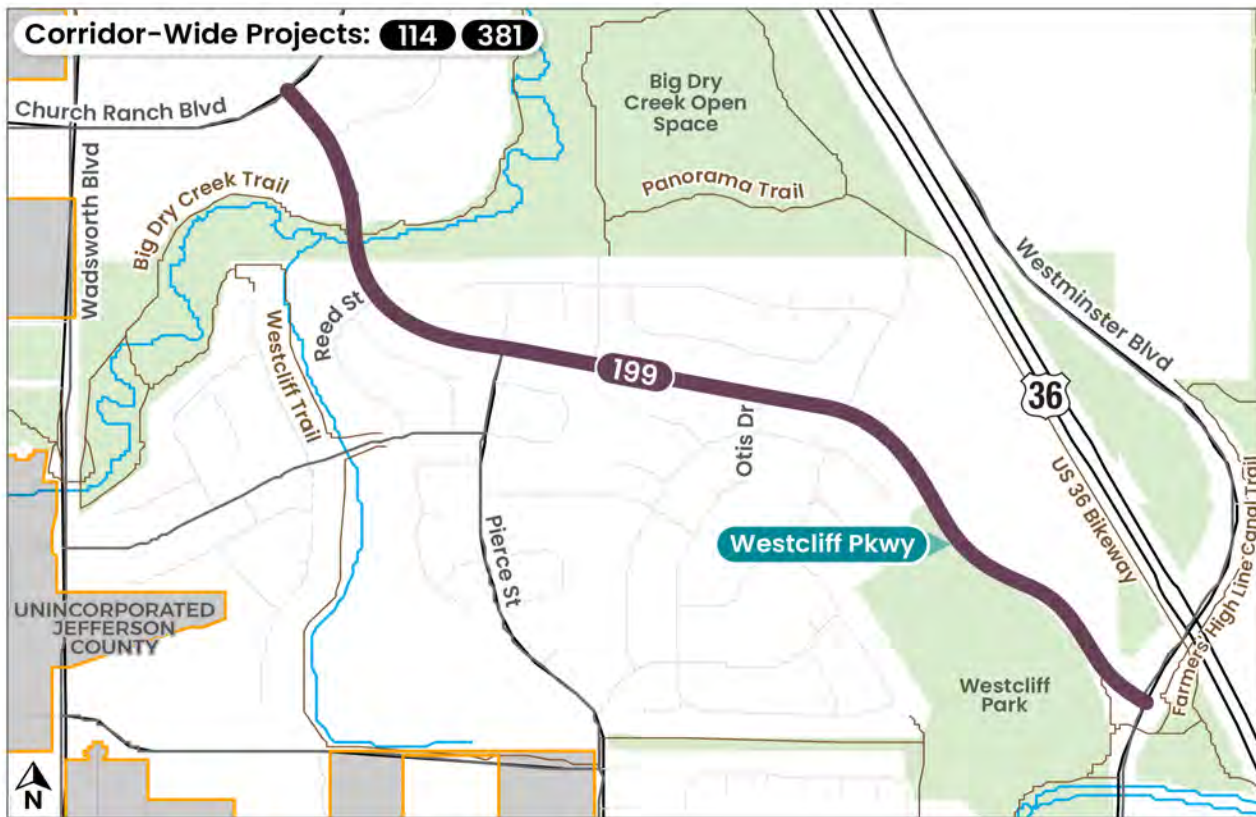 Corridor-Wide Projects: 114 381
Church Ranch Blvd
Big Dry
Creek Open
Space
Panorama Trail
Big Dry Creek Trail
Wadsworth Blvd
Westminster Blvd
Reed St
Westcliff Trail
199
36
Otis Dr
US 36 Bikeway
Farmers' High Line Canal Trail
Pierce St
Westcliff Pkwy
UNINCORPORATED
JEFFERSON
COUNTY
Westcliff
Park
N